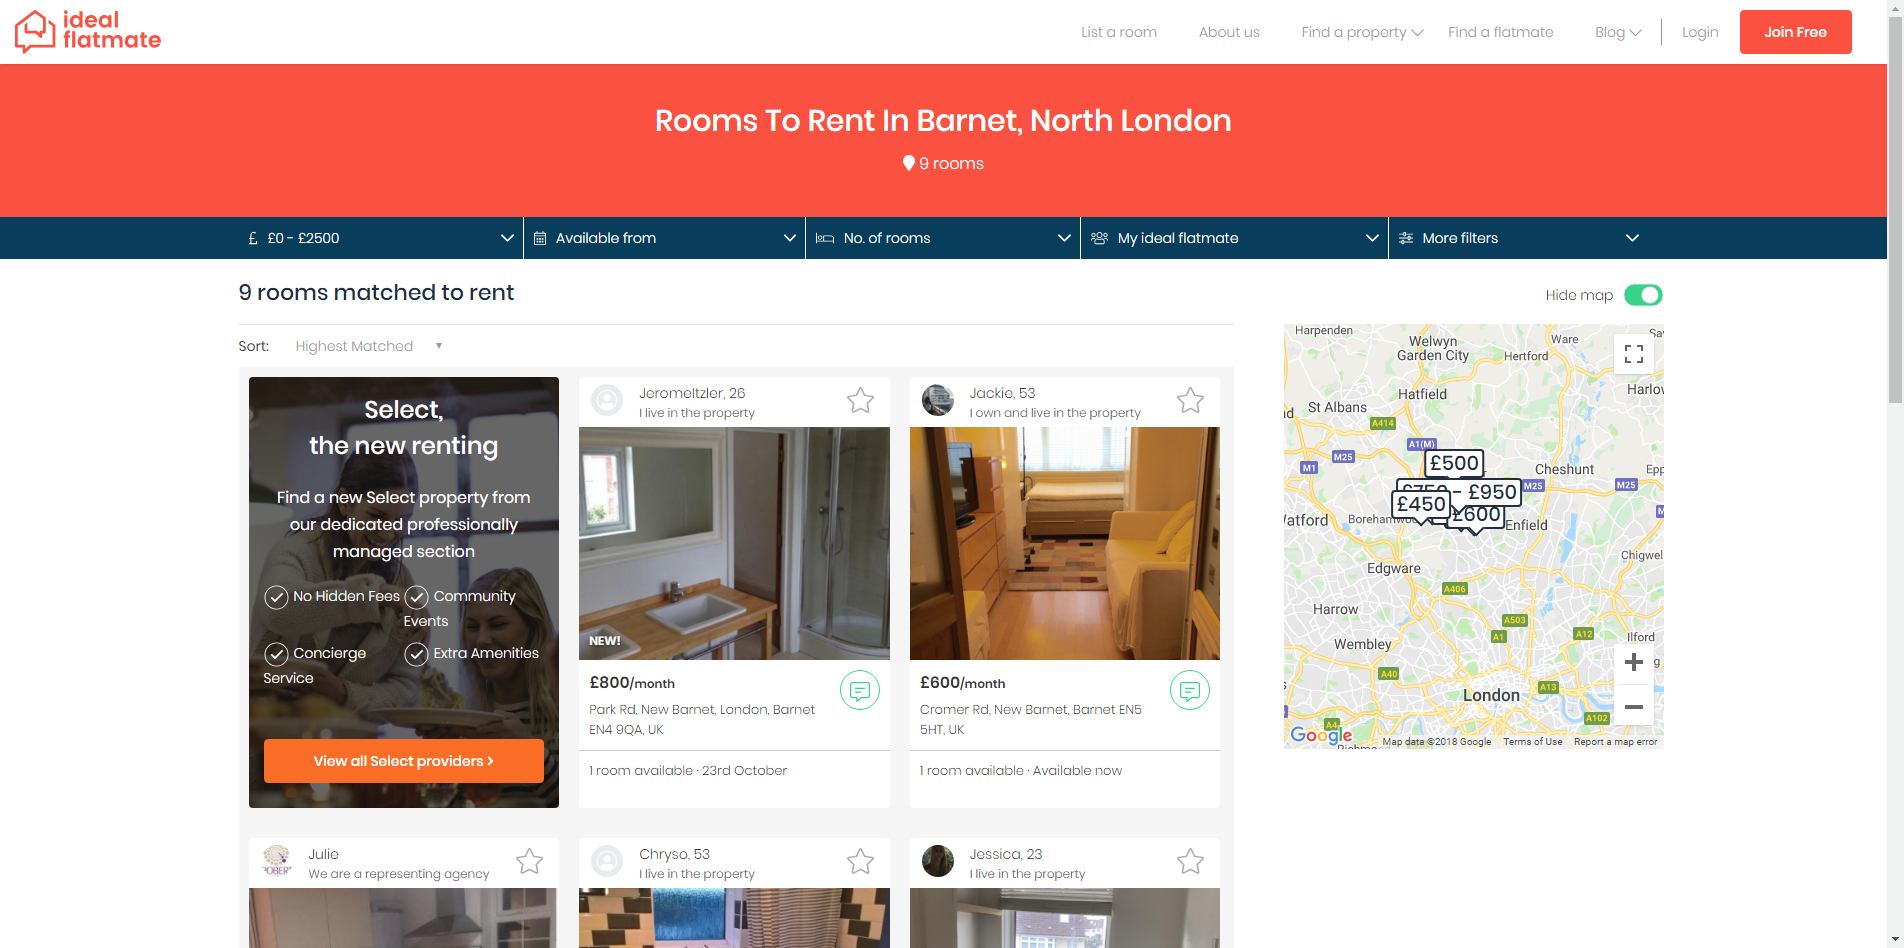 ideal
flatmate
List a room
About us
Find a property
Find a flatmate
Blog
Login
Join Free
Rooms To Rent In Barnet, North London
9 rooms
£ £0 - £2500
Available from
No. of rooms
My ideal flatmate
More filters
9 rooms matched to rent
Hide map
Sort: Highest Matched
Select,
the new renting
Find a new Select property from
our dedicated professionally
managed section
No Hidden Fees
Community
Events
Concierge
Service
Extra Amenities
View all Select providers
JeromeItzler, 26
I live in the property
NEW!
£800/month
Park Rd, New Barnet, London, Barnet
EN4 9QA, UK
1 room available · 23rd October
Jackie, 53
I own and live in the property
£600/month
Cromer Rd, New Barnet, Barnet EN5
5HT, UK
1 room available · Available now
Julie
We are a representing agency
Chryso, 53
I live in the property
Jessica, 23
I live in the property
Harpenden
Welwyn
Garden City
Ware
Hertford
Hatfield
St Albans
A414
A1(M)
M25
M1
£500
Cheshunt
M25
M25
- £950
£450
£600
Enfield
Edgware
A406
Harrow
A503
A1
A12
Ilford
Wembley
A40
London
A13
A102
A4
Google
Map data ©2018 Google
Terms of Use
Report a map error